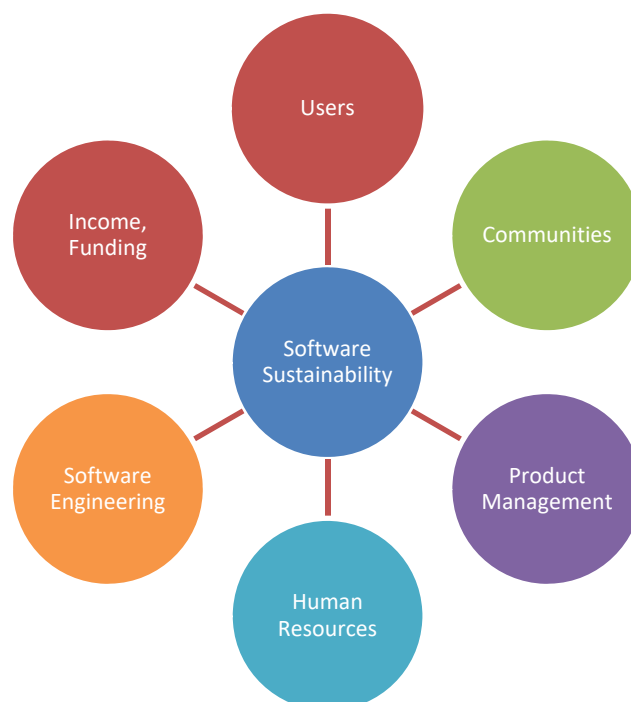 Users
Income,
Funding
Communities
Software
Sustainability
Software
Engineering
Product
Management
Human
Resources